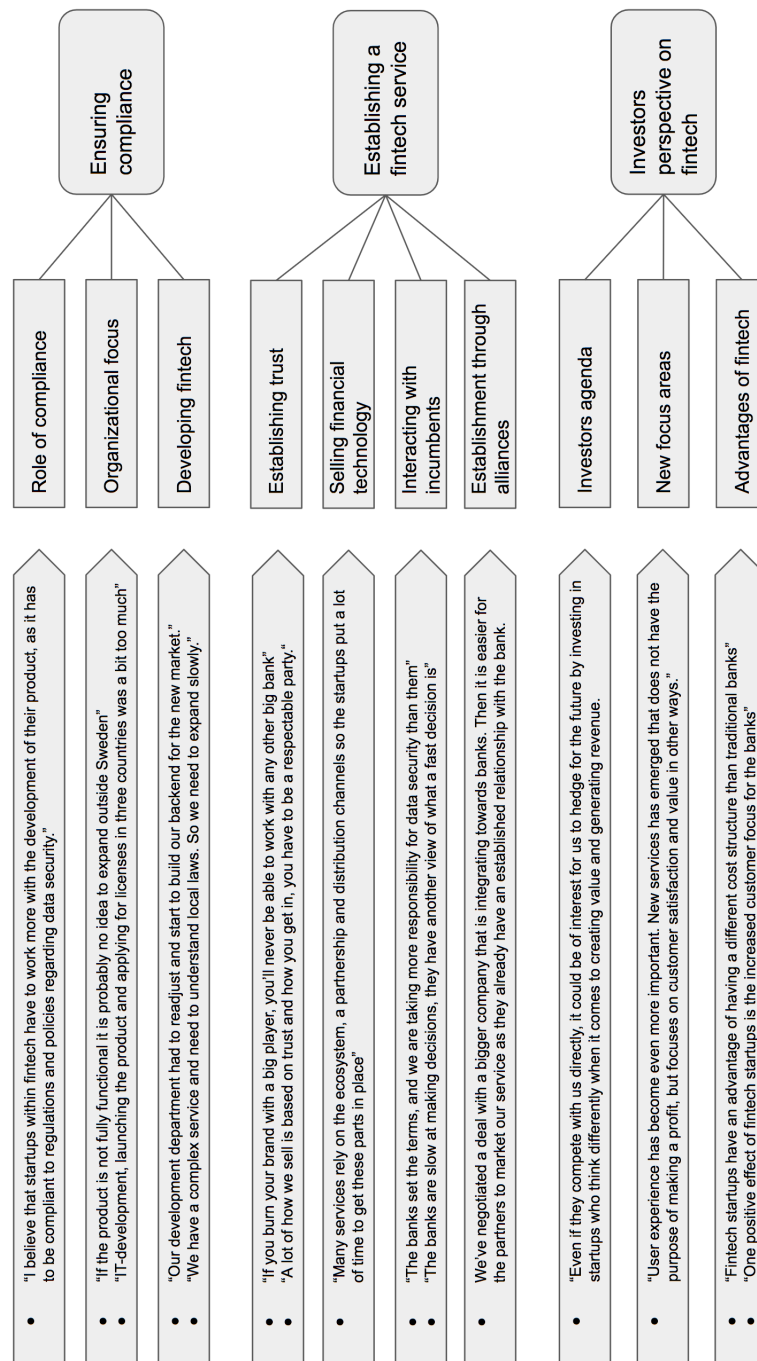 • “I believe that startups within fintech have to work more with the development of their product, as it has
to be compliant to regulations and policies regarding data security.”
Role of compliance
• “If the product is not fully functional it is probably no idea to expand outside Sweden”
• “IT-development, launching the product and applying for licenses in three countries was a bit too much”
Organizational focus
• “Our development department had to readjust and start to build our backend for the new market.”
• “We have a complex service and need to understand local laws. So we need to expand slowly.”
Developing fintech
Ensuring
compliance
• “If you burn your brand with a big player, you’ll never be able to work with any other big bank”
• “A lot of how we sell is based on trust and how you get in, you have to be a respectable party.“
Establishing trust
• “Many services rely on the ecosystem, a partnership and distribution channels so the startups put a lot
of time to get these parts in place”
Selling financial
technology
• “The banks set the terms, and we are taking more responsibility for data security than them”
• “The banks are slow at making decisions, they have another view of what a fast decision is”
Interacting with
incumbents
• We’ve negotiated a deal with a bigger company that is integrating towards banks. Then it is easier for
the partners to market our service as they already have an established relationship with the bank.
Establishment through
alliances
Establishing a
fintech service
• “Even if they compete with us directly, it could be of interest for us to hedge for the future by investing in
startups who think differently when it comes to creating value and generating revenue.
Investors agenda
• “User experience has become even more important. New services has emerged that does not have the
purpose of making a profit, but focuses on customer satisfaction and value in other ways.”
New focus areas
• “Fintech startups have an advantage of having a different cost structure than traditional banks”
• “One positive effect of fintech startups is the increased customer focus for the banks”
Advantages of fintech
Investors
perspective on
fintech